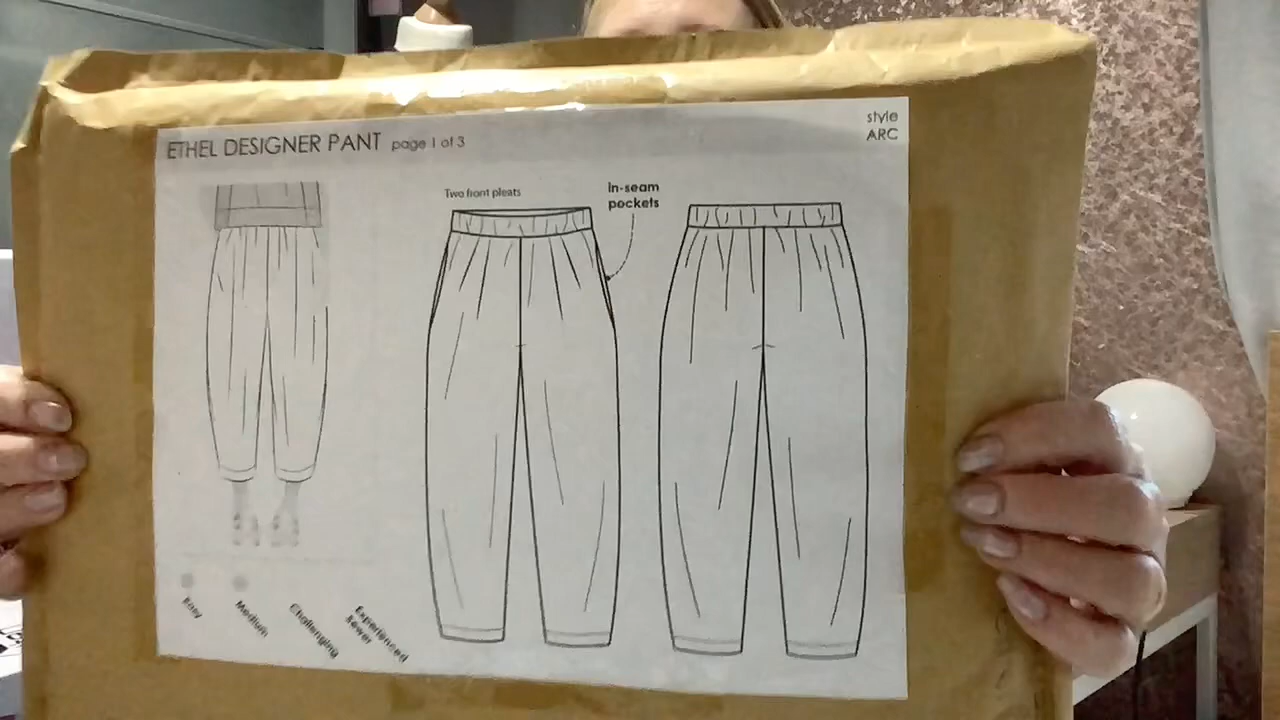 ETHEL DESIGNER PANT page 1 of 3
style
ARC
Two front pleats
in-seam
pockets
Easy
Medium
Challenging
Experienced
Sewer